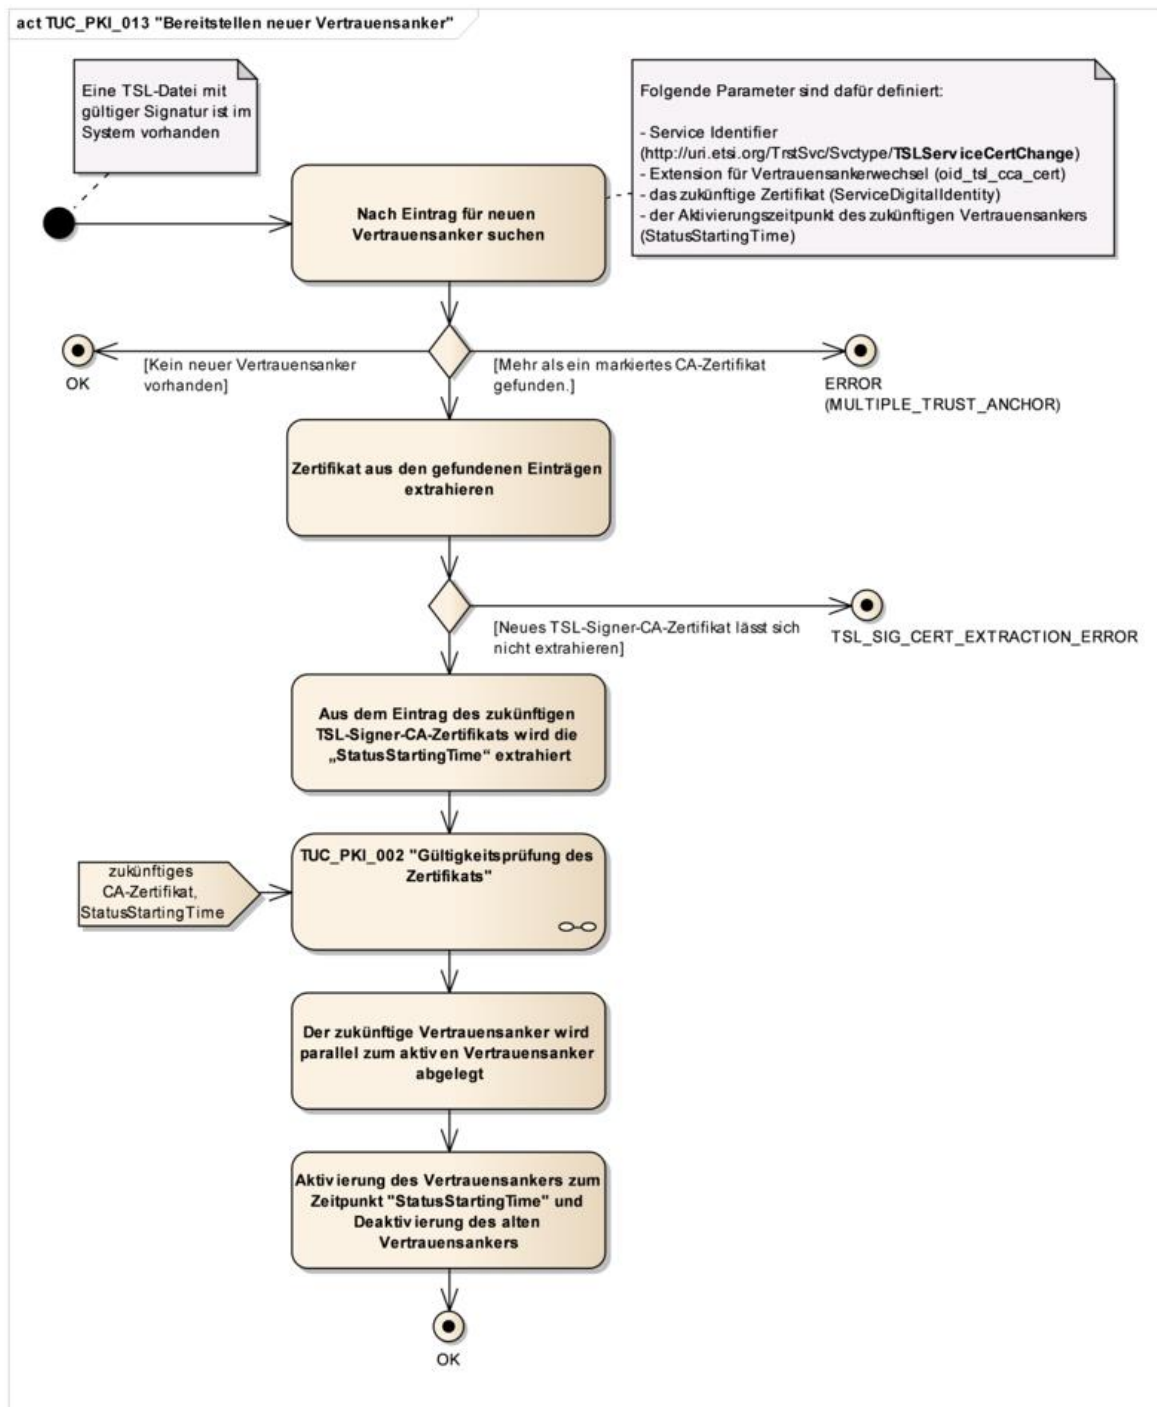 act TUC_PKI_013 "Bereitstellen neuer Vertrauensanker"
Eine TSL-Datei mit
gültiger Signatur ist im
System vorhanden
Folgende Parameter sind dafür definiert:
- Service Identifier
(http://uri.etsi.org/TrstSvc/Svctype/TSLServiceCertChange)
- Extension für Vertrauensankerwechsel (oid_tsl_cca_cert)
- das zukünftige Zertifikat (ServiceDigitalIdentity)
- der Aktivierungszeitpunkt des zukünftigen Vertrauensankers
(StatusStartingTime)
Nach Eintrag für neuen
Vertrauensanker suchen
[Kein neuer Vertrauensanker
vorhanden]
OK
[Mehr als ein markiertes CA-Zertifikat
gefunden.]
ERROR
(MULTIPLE_TRUST_ANCHOR)
Zertifikat aus den gefundenen Einträgen
extrahieren
[Neues TSL-Signer-CA-Zertifikat lässt sich
nicht extrahieren]
TSL_SIG_CERT_EXTRACTION_ERROR
Aus dem Eintrag des zukünftigen
TSL-Signer-CA-Zertifikats wird die
„StatusStartingTime“ extrahiert
zukünftiges
CA-Zertifikat,
StatusStartingTime
TUC_PKI_002 "Gültigkeitsprüfung des
Zertifikats"
Der zukünftige Vertrauensanker wird
parallel zum aktiven Vertrauensanker
abgelegt
Aktivierung des Vertrauensankers zum
Zeitpunkt "StatusStartingTime" und
Deaktivierung des alten
Vertrauensankers
OK